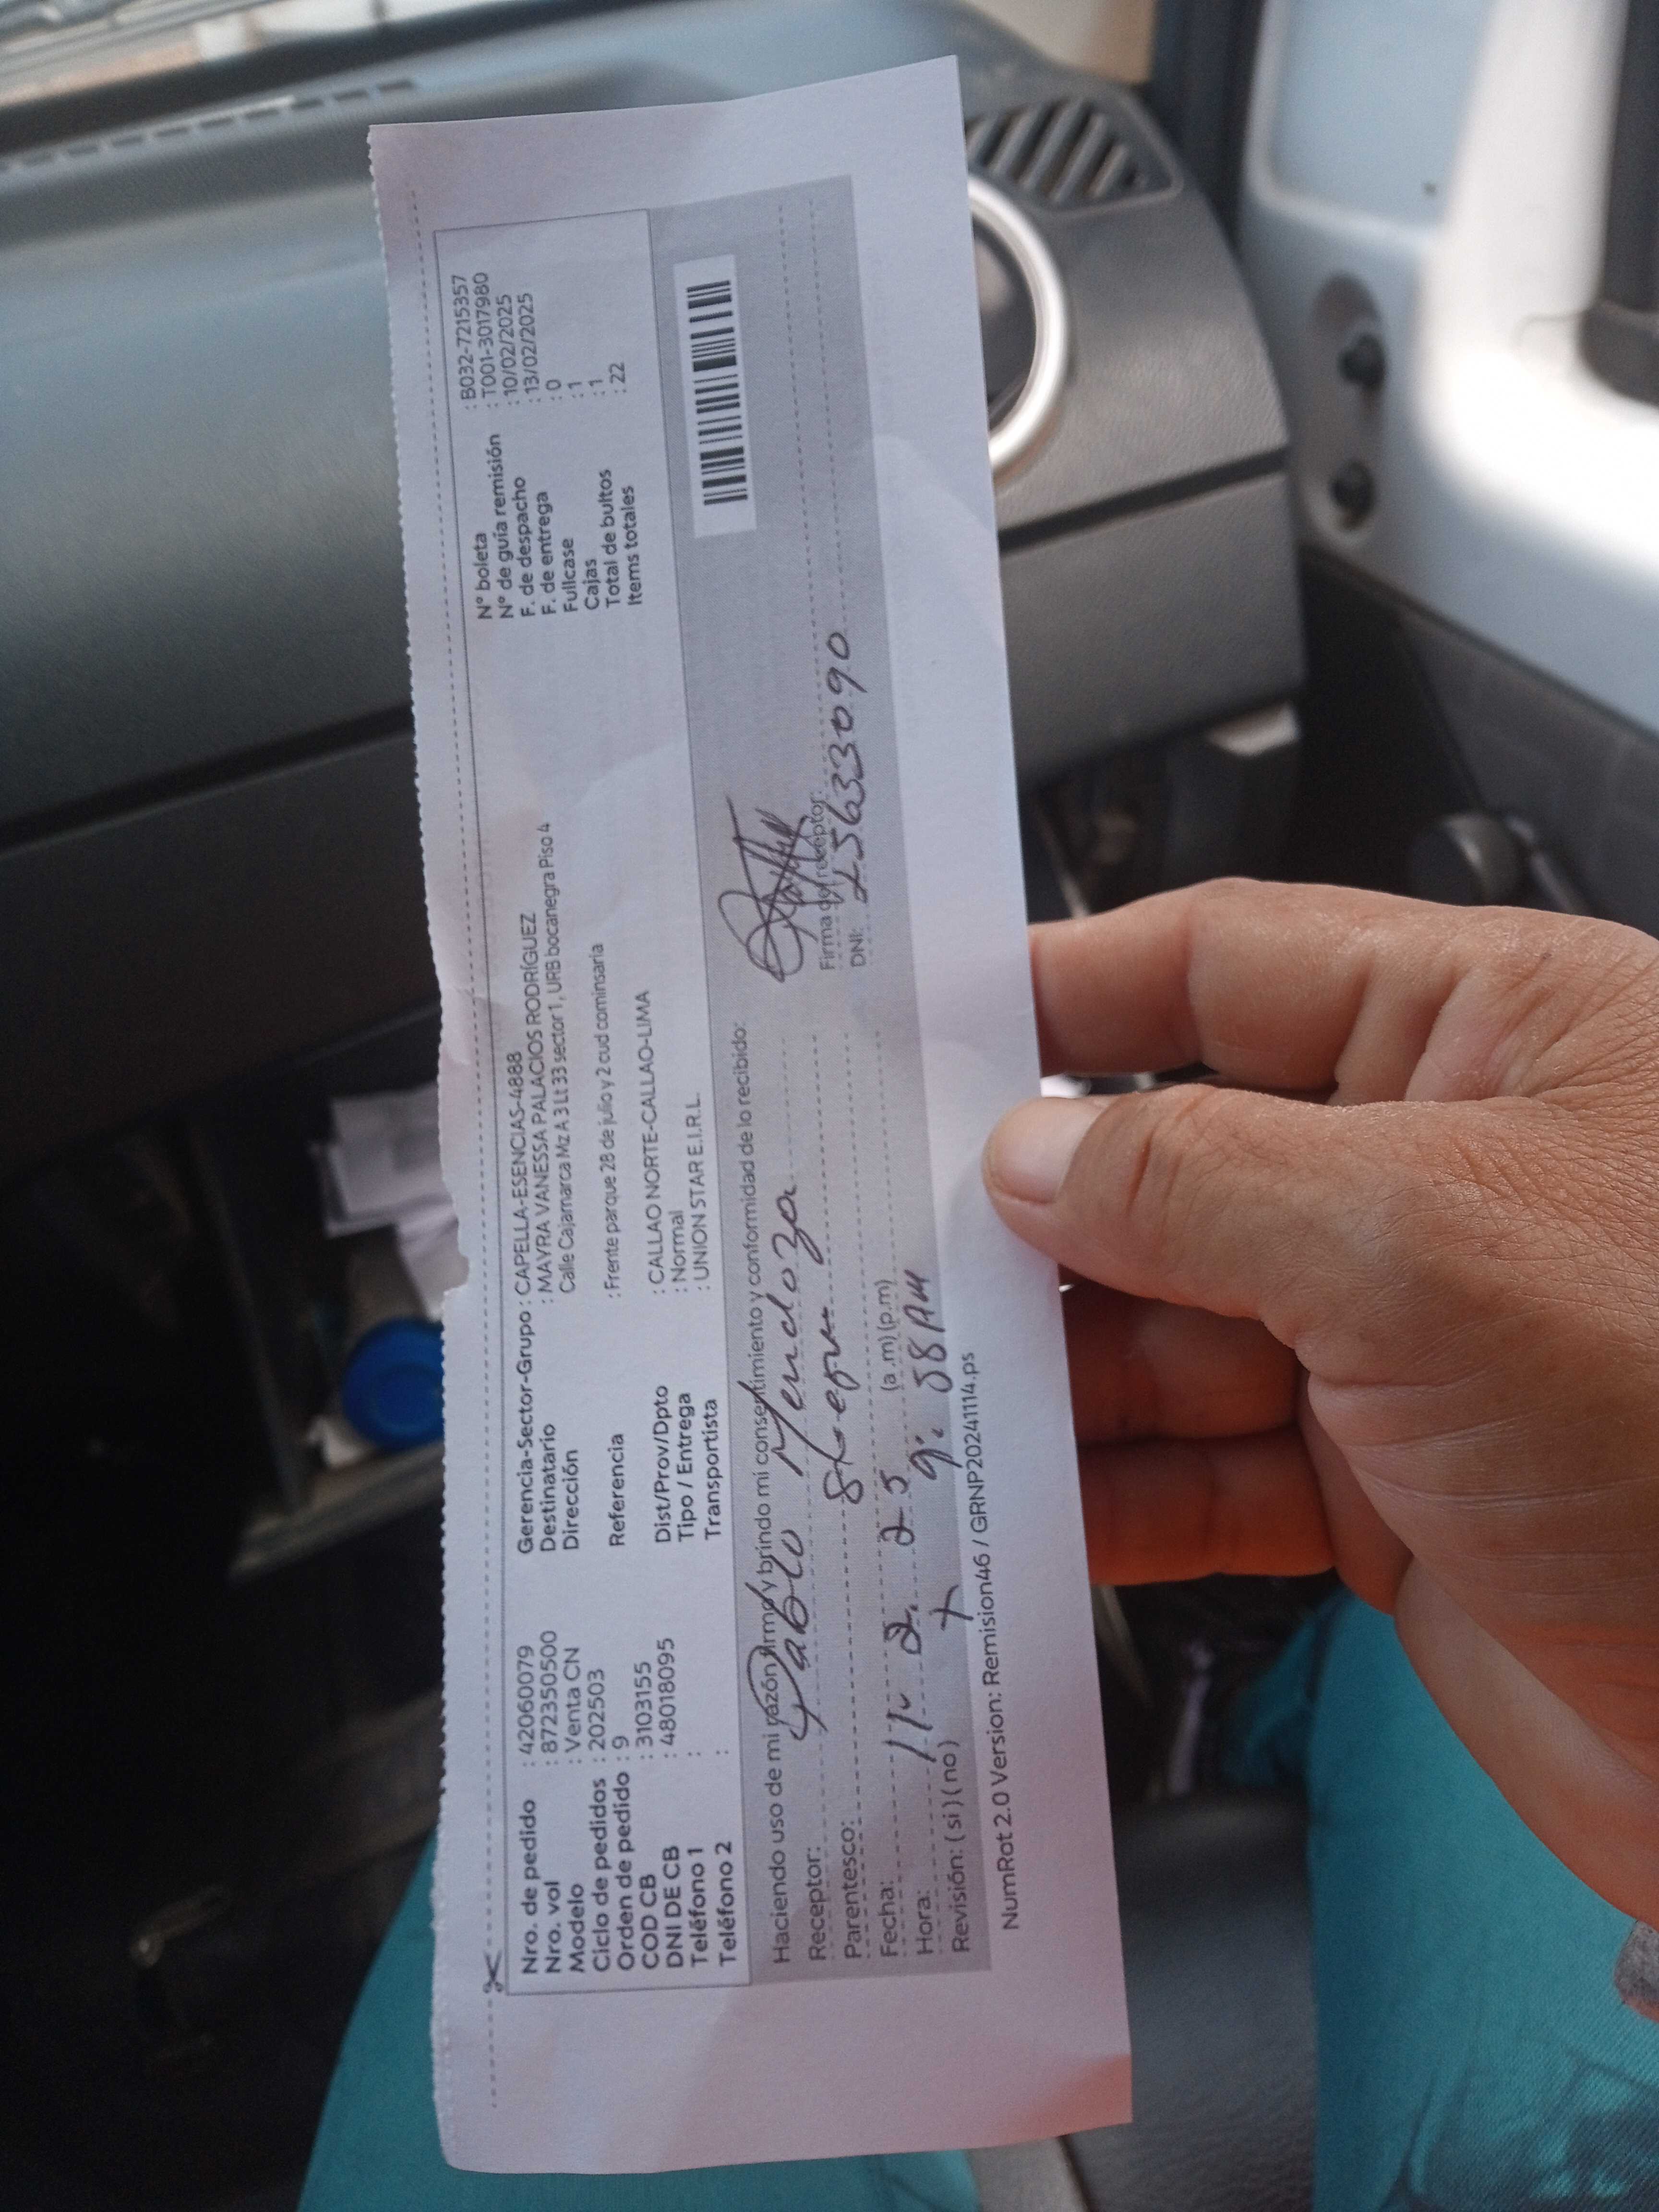 Nro. de pedido : 42060079
Nro. vol : 872350500
Modelo : Venta CN
Ciclo de pedidos : 202503
Orden de pedido : 9
COD CB : 3103155
DNI DE CB : 48018095
Teléfono 1 :
Teléfono 2 :
Gerencia-Sector-Grupo : CAPELLA-ESENCIAS-4888
Destinatario : MAYRA VANESSA PALACIOS RODRÍGUEZ
Dirección Calle Cajamarca Mz A 3 Lt 33 sector 1, URB bocanegra Piso 4
Referencia : Frente parque 28 de julio y 2 cud cominsaria
Dist/Prov/Dpto : CALLAO NORTE-CALLAO-LIMA
Tipo / Entrega : Normal
Transportista : UNION STAR E.I.R.L.
N° boleta : B032-7215357
N° de guía remisión : T001-3017980
F. de despacho : 10/02/2025
F. de entrega : 13/02/2025
Fullcase : 0
Cajas : 1
Total de bultos : 1
Items totales : 22
Haciendo uso de mi razón firmo y brindo mi consentimiento y conformidad de lo recibido:
Receptor: Pablo Mendoza
Parentesco:
Fecha: 11- 2. 25
Hora: 9:58 AM (a.m) (p.m)
Revisión: ( si ) ( no ) x
Firma del receptor:
DNI: 25633090
NumRot 2.0 Version: Remision46 / GRNP20241114.ps